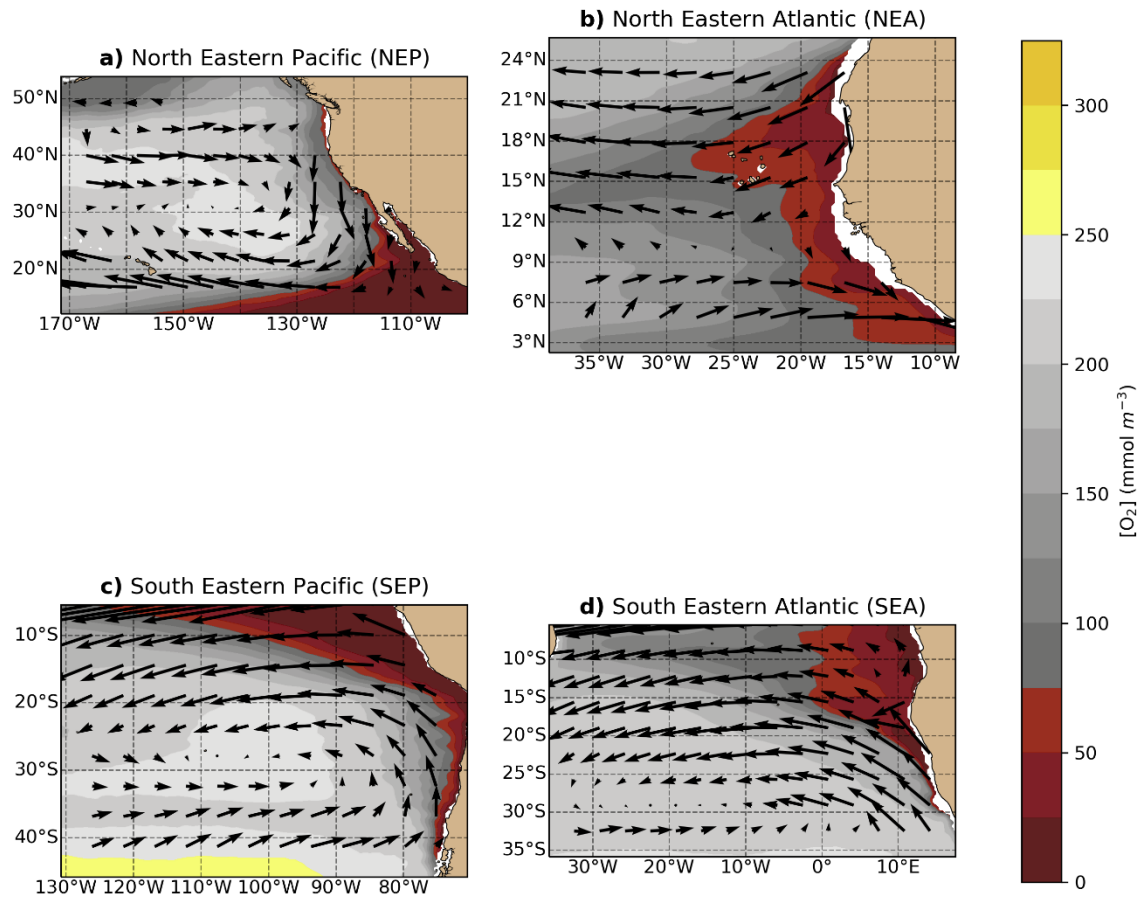 a) North Eastern Pacific (NEP)
50°N
40°N
30°N
20°N
170°W 150°W 130°W 110°W
b) North Eastern Atlantic (NEA)
24°N
21°N
18°N
15°N
12°N
9°N
6°N
3°N
35°W 30°W 25°W 20°W 15°W 10°W
c) South Eastern Pacific (SEP)
10°S
20°S
30°S
40°S
130°W 120°W 110°W 100°W 90°W 80°W
d) South Eastern Atlantic (SEA)
10°S
15°S
20°S
25°S
30°S
35°S
30°W 20°W 10°W 0° 10°E
300
250
200
150
100
50
0
[O₂] (mmol m⁻³)